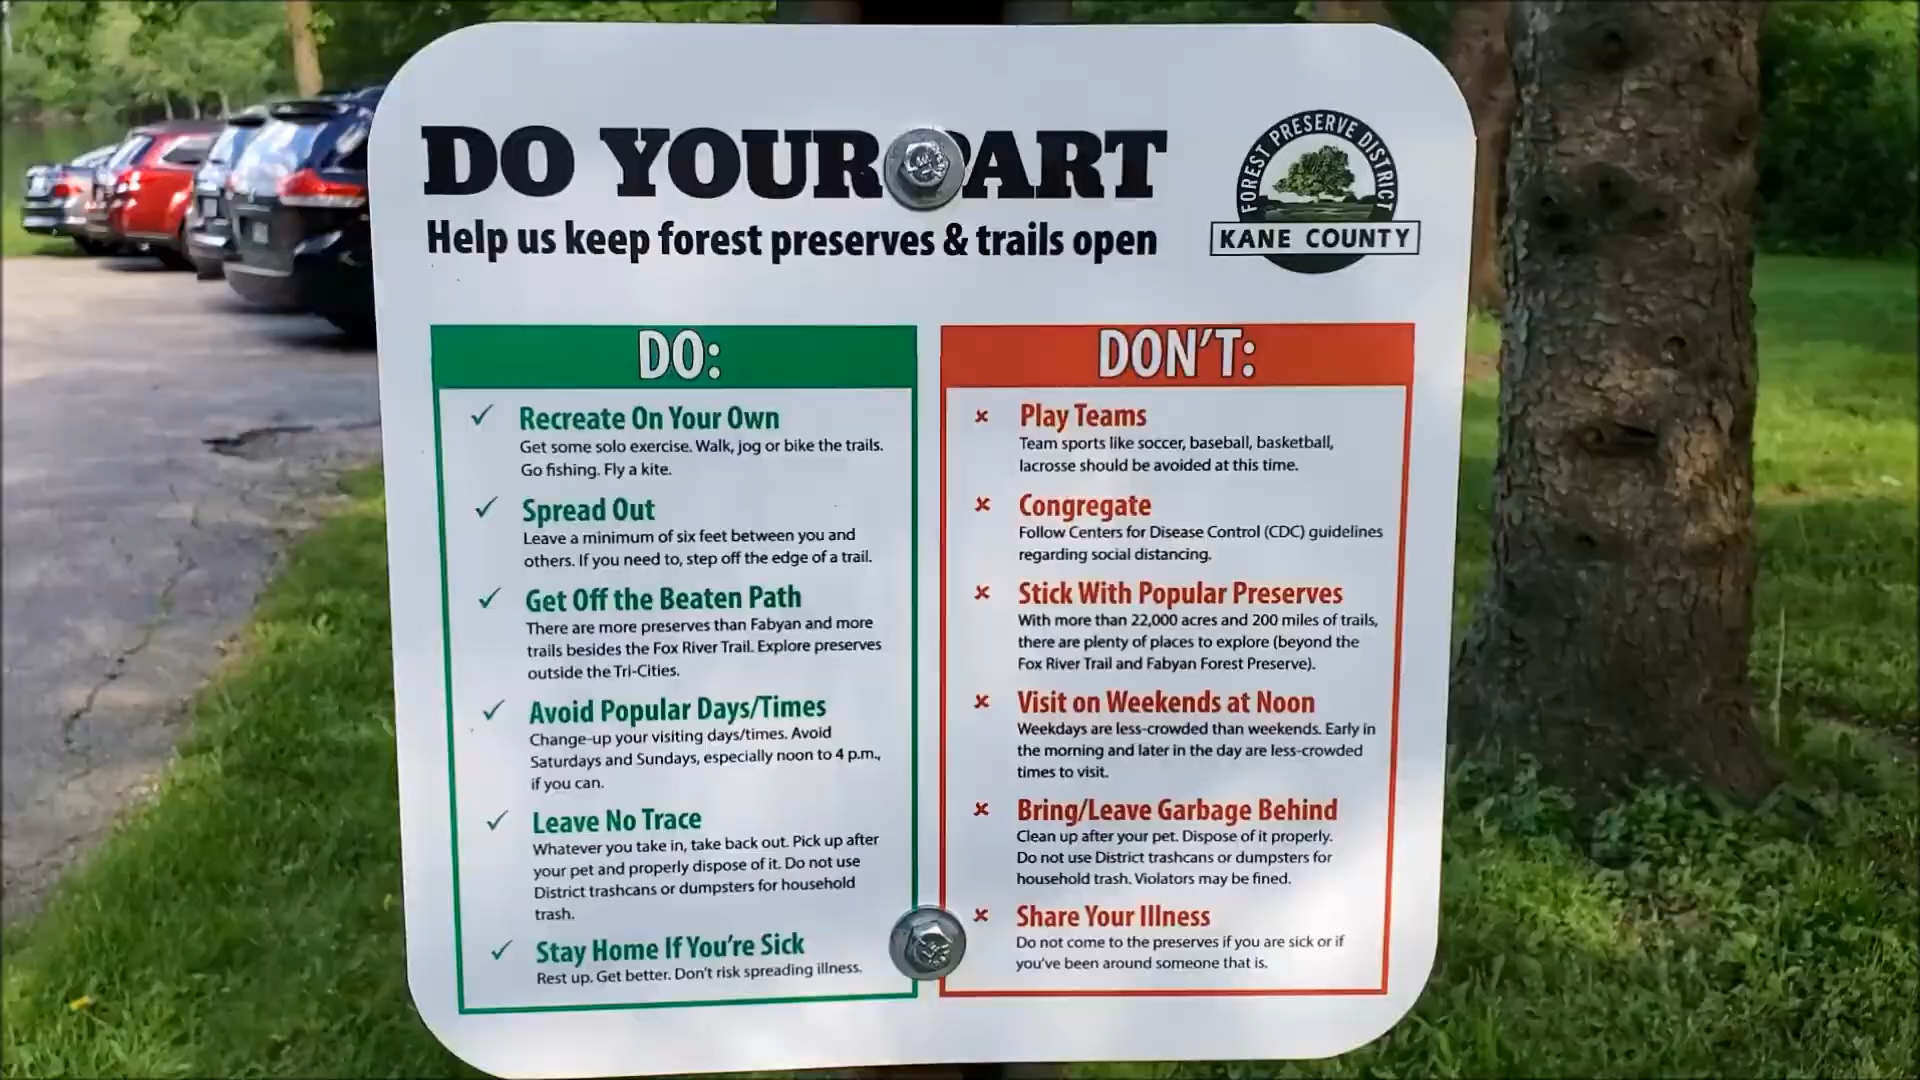 DO YOUR PART
Help us keep forest preserves & trails open
FOREST PRESERVE DISTRICT
KANE COUNTY
DO:
✓ Recreate On Your Own
Get some solo exercise. Walk, jog or bike the trails.
Go fishing. Fly a kite.
✓ Spread Out
Leave a minimum of six feet between you and
others. If you need to, step off the edge of a trail.
✓ Get Off the Beaten Path
There are more preserves than Fabyan and more
trails besides the Fox River Trail. Explore preserves
outside the Tri-Cities.
✓ Avoid Popular Days/Times
Change-up your visiting days/times. Avoid
Saturdays and Sundays, especially noon to 4 p.m.,
if you can.
✓ Leave No Trace
Whatever you take in, take back out. Pick up after
your pet and properly dispose of it. Do not use
District trashcans or dumpsters for household
trash.
✓ Stay Home If You're Sick
Rest up. Get better. Don't risk spreading illness.
DON'T:
× Play Teams
Team sports like soccer, baseball, basketball,
lacrosse should be avoided at this time.
× Congregate
Follow Centers for Disease Control (CDC) guidelines
regarding social distancing.
× Stick With Popular Preserves
With more than 22,000 acres and 200 miles of trails,
there are plenty of places to explore (beyond the
Fox River Trail and Fabyan Forest Preserve).
× Visit on Weekends at Noon
Weekdays are less-crowded than weekends. Early in
the morning and later in the day are less-crowded
times to visit.
× Bring/Leave Garbage Behind
Clean up after your pet. Dispose of it properly.
Do not use District trashcans or dumpsters for
household trash. Violators may be fined.
× Share Your Illness
Do not come to the preserves if you are sick or if
you've been around someone that is.